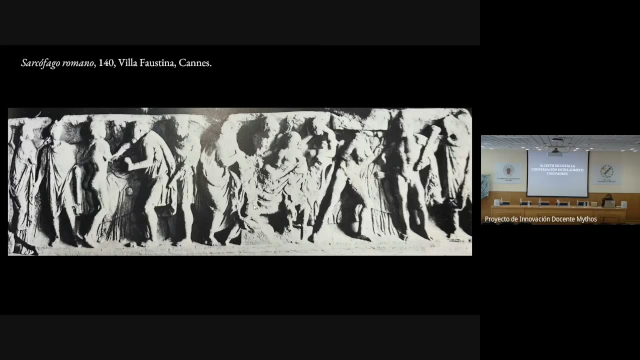 Sarcófago romano, 140, Villa Faustina, Cannes.
Proyecto de Innovación Docente Mythos